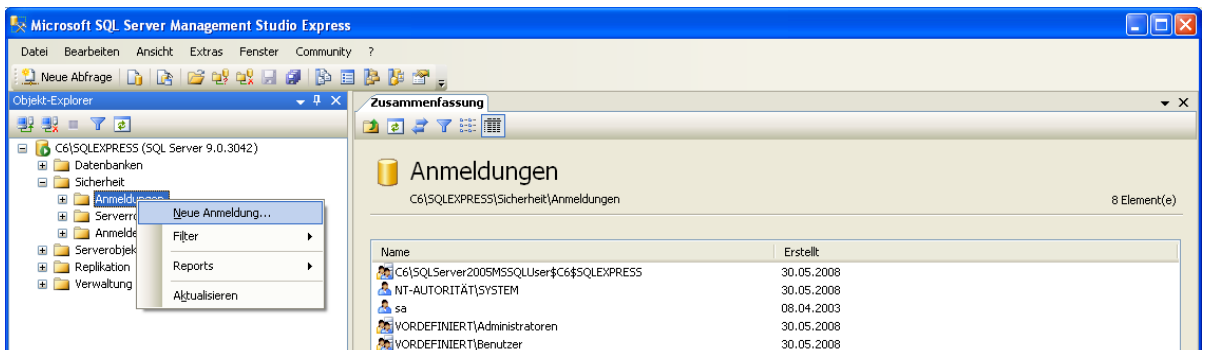 Microsoft SQL Server Management Studio Express
Datei Bearbeiten Ansicht Extras Fenster Community ?
Neue Abfrage
Objekt-Explorer
C6\SQLEXPRESS (SQL Server 9.0.3042)
Datenbanken
Sicherheit
Anmeldungen
Serverro
Anmelde
Serverobjek
Replikation
Verwaltung
Neue Anmeldung...
Filter
Reports
Aktualisieren
Zusammenfassung
Anmeldungen
C6\SQLEXPRESS\Sicherheit\Anmeldungen
8 Element(e)
Name Erstellt
C6\SQLServer2005MSSQLUser$C6$SQLEXPRESS 30.05.2008
NT-AUTORITÄT\SYSTEM 30.05.2008
sa 08.04.2003
VORDEFINIERT\Administratoren 30.05.2008
VORDEFINIERT\Benutzer 30.05.2008